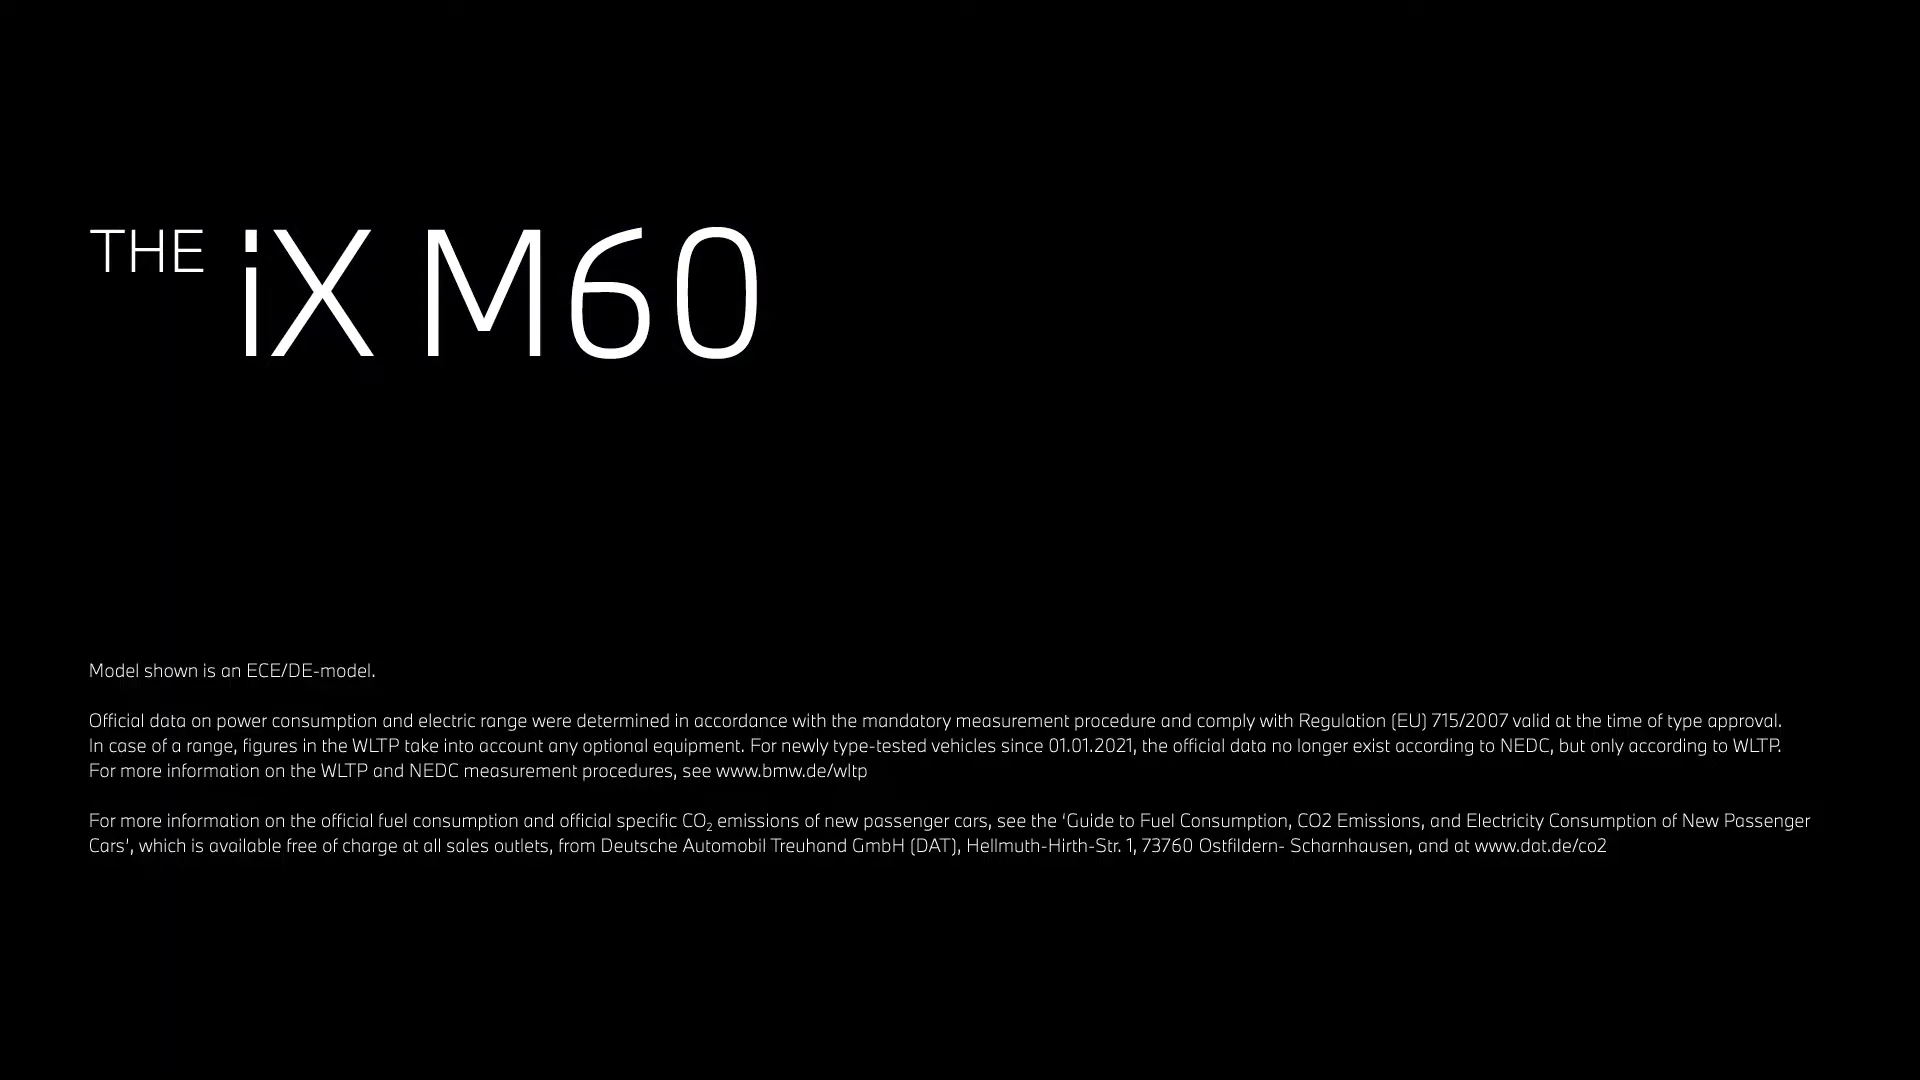 THE iX M60
Model shown is an ECE/DE-model.
Official data on power consumption and electric range were determined in accordance with the mandatory measurement procedure and comply with Regulation (EU) 715/2007 valid at the time of type approval.
In case of a range, figures in the WLTP take into account any optional equipment. For newly type-tested vehicles since 01.01.2021, the official data no longer exist according to NEDC, but only according to WLTP.
For more information on the WLTP and NEDC measurement procedures, see www.bmw.de/wltp
For more information on the official fuel consumption and official specific CO₂ emissions of new passenger cars, see the ‘Guide to Fuel Consumption, CO2 Emissions, and Electricity Consumption of New Passenger
Cars’, which is available free of charge at all sales outlets, from Deutsche Automobil Treuhand GmbH (DAT), Hellmuth-Hirth-Str. 1, 73760 Ostfildern- Scharnhausen, and at www.dat.de/co2